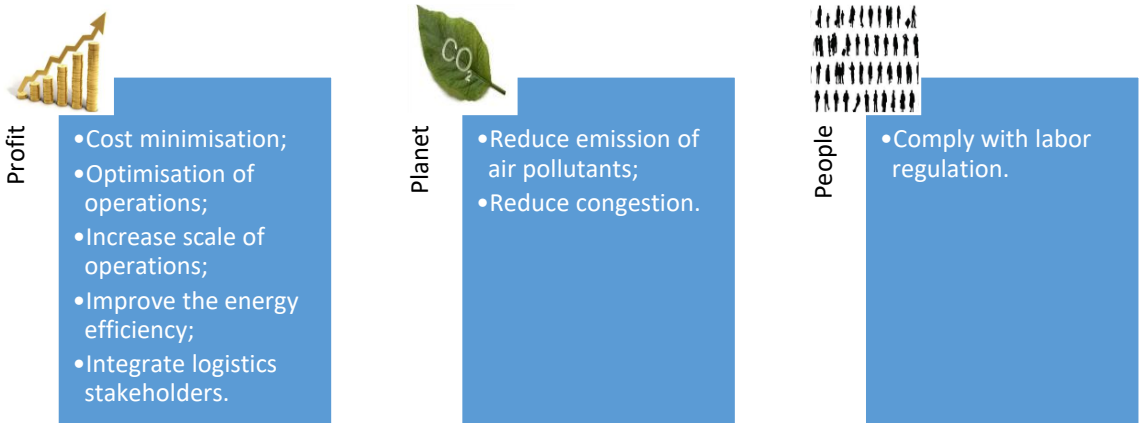 Profit
•Cost minimisation;
•Optimisation of
operations;
•Increase scale of
operations;
•Improve the energy
efficiency;
•Integrate logistics
stakeholders.
CO2
Planet
•Reduce emission of
air pollutants;
•Reduce congestion.
People
•Comply with labor
regulation.